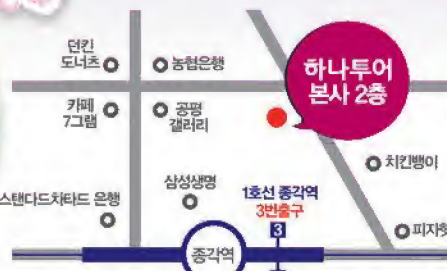 던킨
도너츠
농협은행
하나투어
본사 2층
카페
7그램
공평
갤러리
치킨뱅이
삼성생명
1호선 종각역
3번출구
3
스탠다드차타드 은행
종각역